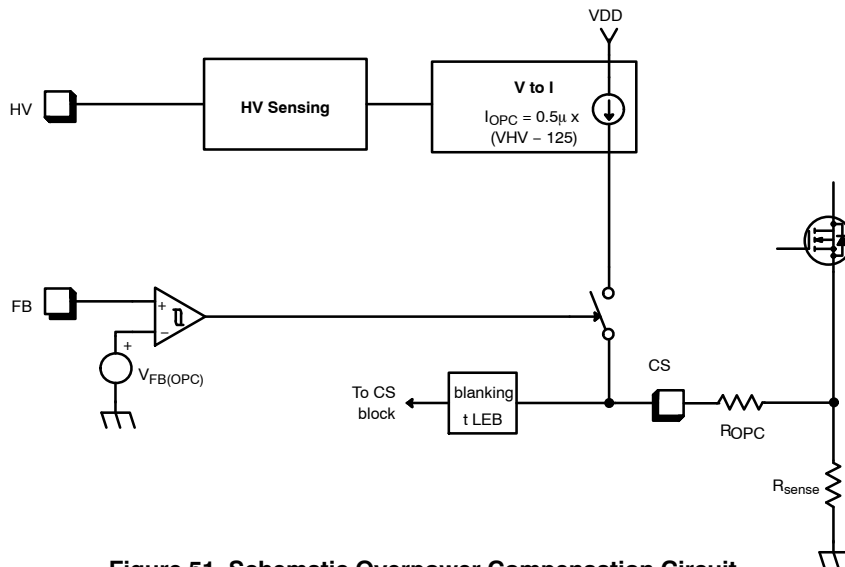 VDD
HV
HV Sensing
V to I
IOPC = 0.5μ x
(VHV − 125)
FB
+
−
+
VFB(OPC)
To CS
block
blanking
t LEB
CS
ROPC
Rsense
Figure 51. Schematic Overpower Compensation Circuit